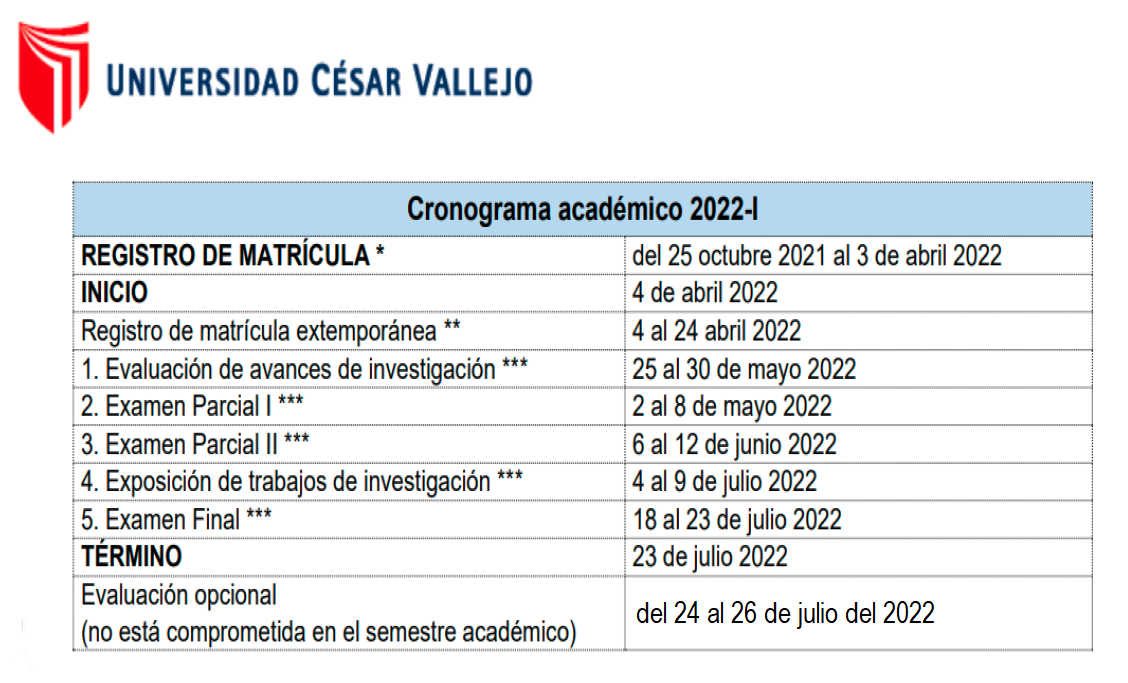 UNIVERSIDAD CÉSAR VALLEJO
Cronograma académico 2022-I
REGISTRO DE MATRÍCULA * del 25 octubre 2021 al 3 de abril 2022
INICIO 4 de abril 2022
Registro de matrícula extemporánea ** 4 al 24 abril 2022
1. Evaluación de avances de investigación *** 25 al 30 de mayo 2022
2. Examen Parcial I *** 2 al 8 de mayo 2022
3. Examen Parcial II *** 6 al 12 de junio 2022
4. Exposición de trabajos de investigación *** 4 al 9 de julio 2022
5. Examen Final *** 18 al 23 de julio 2022
TÉRMINO 23 de julio 2022
Evaluación opcional
(no está comprometida en el semestre académico) del 24 al 26 de julio del 2022